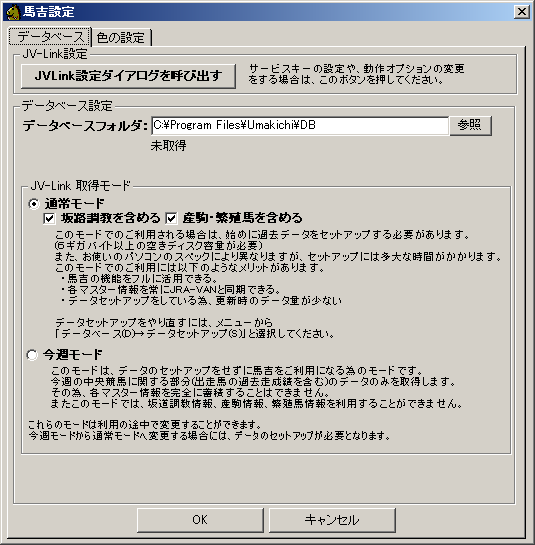 馬吉設定
データベース 色の設定
JV-Link設定
JVLink設定ダイアログを呼び出す
サービスキーの設定や、動作オプションの変更
をする場合は、このボタンを押してください。
データベース設定
データベースフォルダ: C:¥Program Files¥Umakichi¥DB 参照
未取得
JV-Link 取得モード
通常モード
坂路調教を含める 産駒・繁殖馬を含める
このモードでのご利用される場合は、始めに過去データをセットアップする必要があります。
(6ギガバイト以上の空きディスク容量が必要)
また、お使いのパソコンのスペックにより異なりますが、セットアップには多大な時間がかかります。
このモードでのご利用には以下のようなメリットがあります。
・馬吉の機能をフルに活用できる。
・各マスター情報を常にJRA-VANと同期できる。
・データセットアップをしている為、更新時のデータ量が少ない
データセットアップをやり直すには、メニューから
「データベース(D)→データセットアップ(S)」と選択してください。
今週モード
このモードは、データのセットアップをせずに馬吉をご利用になる為のモードです。
今週の中央競馬に関する部分(出走馬の過去走成績を含む)のデータのみを取得します。
その為、各マスター情報を完全に蓄積することはできません。
またこのモードでは、坂道調教情報、産駒情報、繁殖馬情報を利用することができません。
これらのモードは利用の途中で変更することができます。
今週モードから通常モードへ変更する場合には、データのセットアップが必要となります。
OK キャンセル